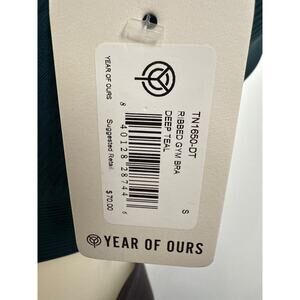 TN1650-DT
RIBBED GYM BRA
DEEP TEAL
S
8 40128 28744 6
YEAR OF OURS
Suggested Retail:
$70.00
YEAR OF OURS